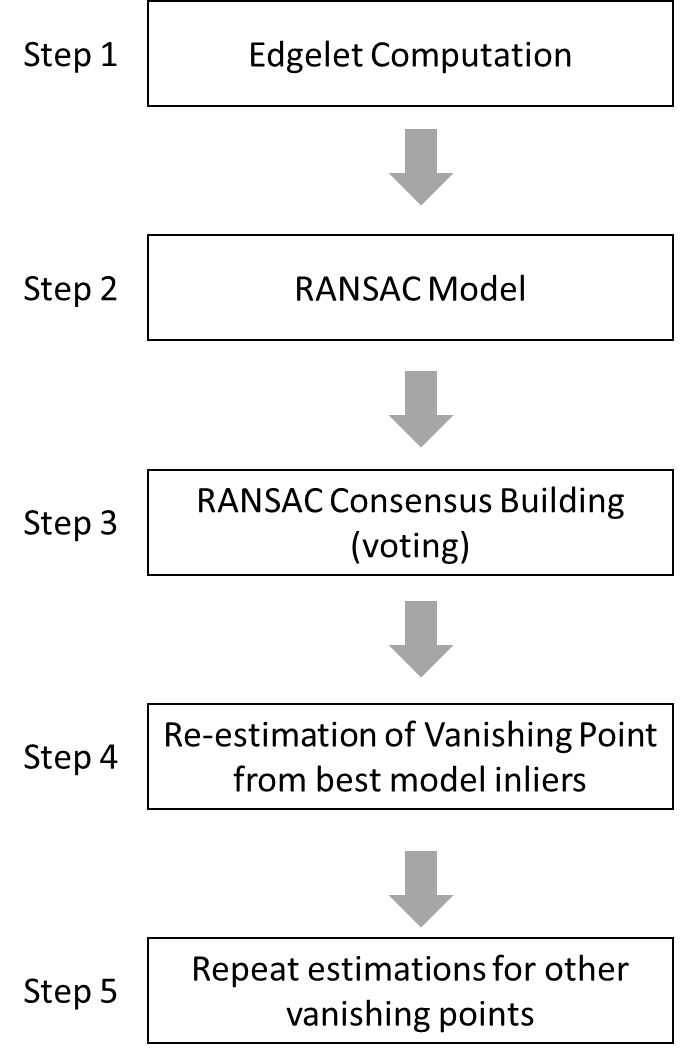 Step 1
Edgelet Computation
Step 2
RANSAC Model
Step 3
RANSAC Consensus Building
(voting)
Step 4
Re-estimation of Vanishing Point
from best model inliers
Step 5
Repeat estimations for other
vanishing points